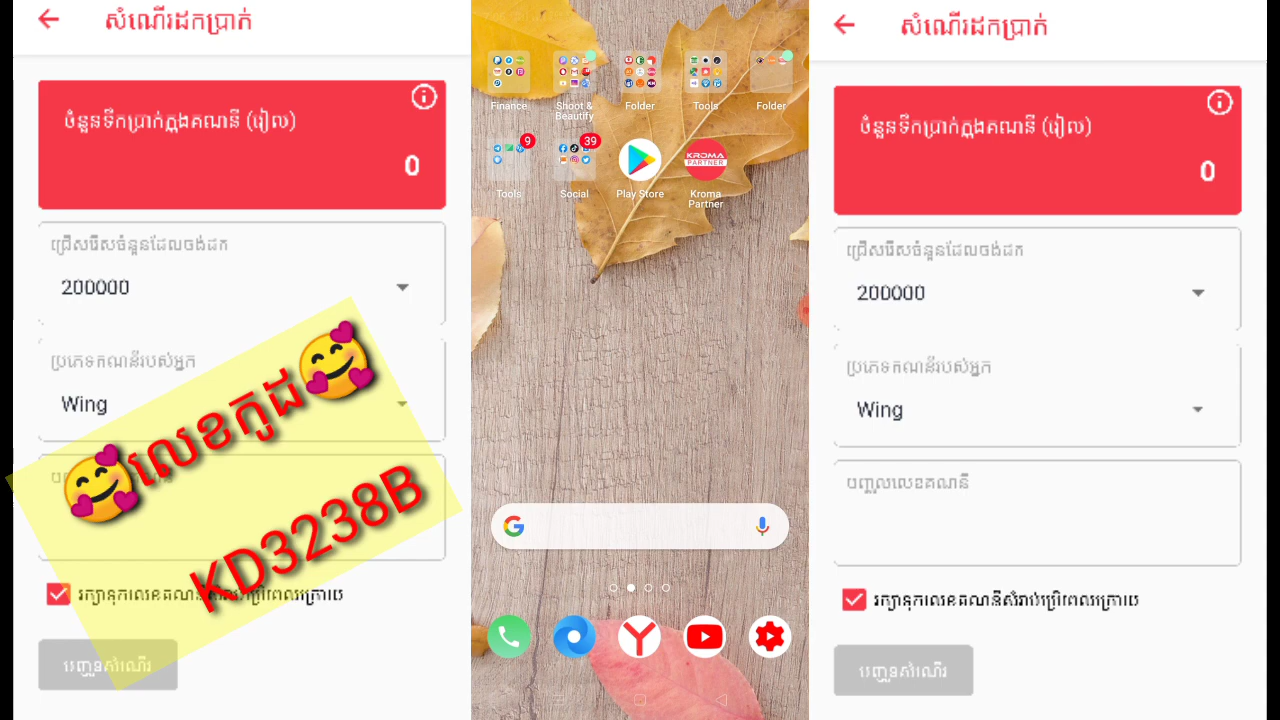 សំណើរដកប្រាក់
ចំនួនទឹកប្រាក់ក្នុងគណនី (រៀល)
0
ជ្រើសរើសចំនួនដែលចង់ដក
200000
ប្រភេទគណនីរបស់អ្នក
Wing
🥰លេខកូដ🥰
KD3238B
រក្សាទុកលេខគណនី
បញ្ជូនសំណើរ
Finance
Shoot & Beautify
Folder
Tools
Folder
9
39
KROMA
PARTNER
Tools
Social
Play Store
Kroma Partner
សំណើរដកប្រាក់
ចំនួនទឹកប្រាក់ក្នុងគណនី (រៀល)
0
ជ្រើសរើសចំនួនដែលចង់ដក
200000
ប្រភេទគណនីរបស់អ្នក
Wing
បញ្ចូលលេខគណនី
រក្សាទុកលេខគណនីសំរាប់ប្រើពេលក្រោយ
បញ្ជូនសំណើរ